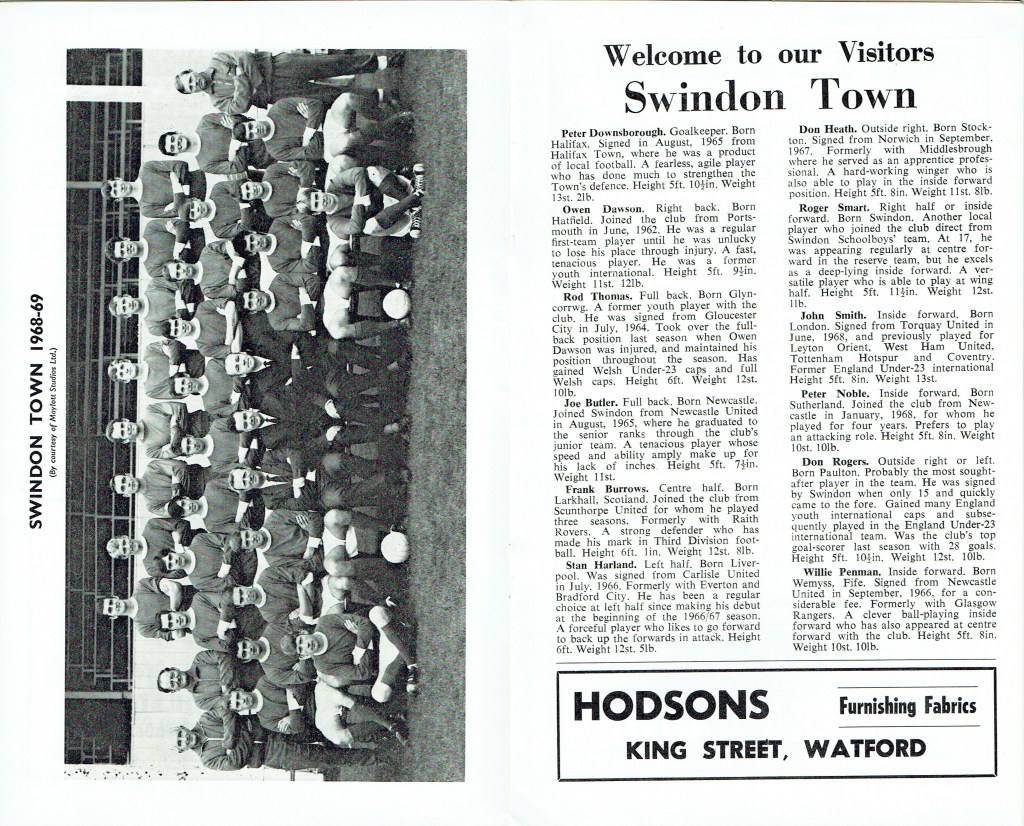 SWINDON TOWN 1968-69
(By courtesy of Maylott Studios Ltd.)
Welcome to our Visitors
Swindon Town
Peter Downsborough. Goalkeeper. Born
Halifax. Signed in August, 1965 from
Halifax Town, where he was a product
of local football. A fearless, agile player
who has done much to strengthen the
Town's defence. Height 5ft. 10½in. Weight
13st. 2lb.
Owen Dawson. Right back. Born
Hatfield. Joined the club from Ports-
mouth in June, 1962. He was a regular
first-team player until he was unlucky
to lose his place through injury. A fast,
tenacious player. He was a former
youth international. Height 5ft. 9½in.
Weight 11st. 12lb.
Rod Thomas. Full back. Born Glyn-
corrwg. A former youth player with the
club. He was signed from Gloucester
City in July, 1964. Took over the full-
back position last season when Owen
Dawson was injured, and maintained his
position throughout the season. Has
gained Welsh Under-23 caps and full
Welsh caps. Height 6ft. Weight 12st.
10lb.
Joe Butler. Full back. Born Newcastle.
Joined Swindon from Newcastle United
in August, 1965, where he graduated to
the senior ranks through the club's
junior team. A tenacious player whose
speed and ability amply make up for
his lack of inches. Height 5ft. 7½in.
Weight 11st.
Frank Burrows. Centre half. Born
Larkhall, Scotland. Joined the club from
Scunthorpe United for whom he played
three seasons. Formerly with Raith
Rovers. A strong defender who has
made his mark in Third Division foot-
ball. Height 6ft. 1in. Weight 12st. 8lb.
Stan Harland. Left half. Born Liver-
pool. Was signed from Carlisle United
in July, 1966. Formerly with Everton and
Bradford City. He has been a regular
choice at left half since making his debut
at the beginning of the 1966/67 season.
A forceful player who likes to go forward
to back up the forwards in attack. Height
6ft. Weight 12st. 5lb.
Don Heath. Outside right. Born Stock-
ton. Signed from Norwich in September,
1967. Formerly with Middlesbrough
where he served as an apprentice profes-
sional. A hard-working winger who is
also able to play in the inside forward
position. Height 5ft. 8in. Weight 11st. 8lb.
Roger Smart. Right half or inside
forward. Born Swindon. Another local
player who joined the club direct from
Swindon Schoolboys' team. At 17, he
was appearing regularly at centre for-
ward in the reserve team, but he excels
as a deep-lying inside forward. A ver-
satile player who is able to play at wing
half. Height 5ft. 11½in. Weight 12st.
1lb.
John Smith. Inside forward. Born
London. Signed from Torquay United in
June, 1968, and previously played for
Leyton Orient, West Ham United,
Tottenham Hotspur and Coventry.
Former England Under-23 international
Height 5ft. 8in. Weight 13st.
Peter Noble. Inside forward. Born
Sutherland. Joined the club from New-
castle in January, 1968, for whom he
played for four years. Prefers to play
an attacking role. Height 5ft. 8in. Weight
10st. 10lb.
Don Rogers. Outside right or left.
Born Paulton. Probably the most sought-
after player in the team. He was signed
by Swindon when only 15 and quickly
came to the fore. Gained many England
youth international caps and subse-
quently played in the England Under-23
international team. Was the club's top
goal-scorer last season with 28 goals.
Height 5ft. 10½in. Weight 12st. 10lb.
Willie Penman. Inside forward. Born
Wemyss, Fife. Signed from Newcastle
United in September, 1966, for a con-
siderable fee. Formerly with Glasgow
Rangers. A clever ball-playing inside
forward who has also appeared at centre
forward with the club. Height 5ft. 8in.
Weight 10st. 10lb.
HODSONS
Furnishing Fabrics
KING STREET, WATFORD